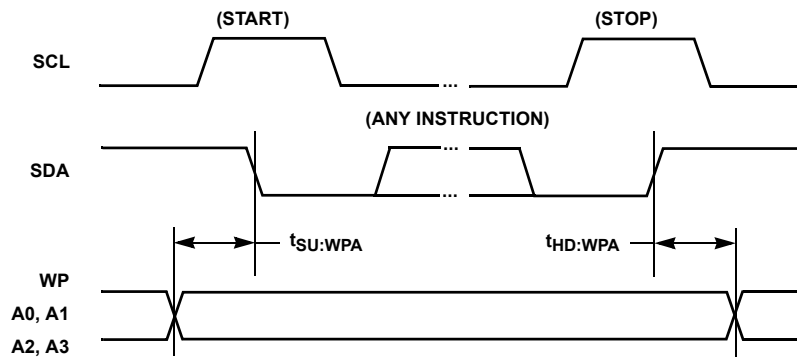 (START)
(STOP)
SCL
...
(ANY INSTRUCTION)
SDA
...
...
tSU:WPA
tHD:WPA
WP
A0, A1
A2, A3